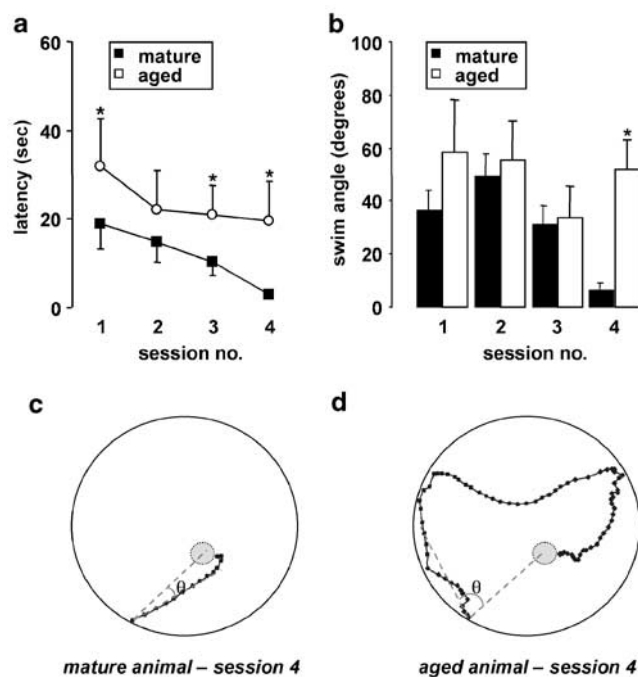 a
60
40
20
0
latency (sec)
mature
aged
*
*
*
1 2 3 4
session no.
b
100
80
60
40
20
0
swim angle (degrees)
mature
aged
*
1 2 3 4
session no.
c
θ
mature animal – session 4
d
θ
aged animal – session 4